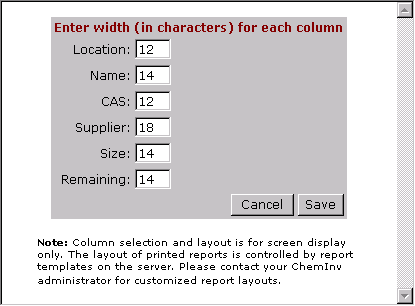 Enter width (in characters) for each column
Location: 12
Name: 14
CAS: 12
Supplier: 18
Size: 14
Remaining: 14
Cancel Save
Note: Column selection and layout is for screen display
only. The layout of printed reports is controlled by report
templates on the server. Please contact your ChemInv
administrator for customized report layouts.